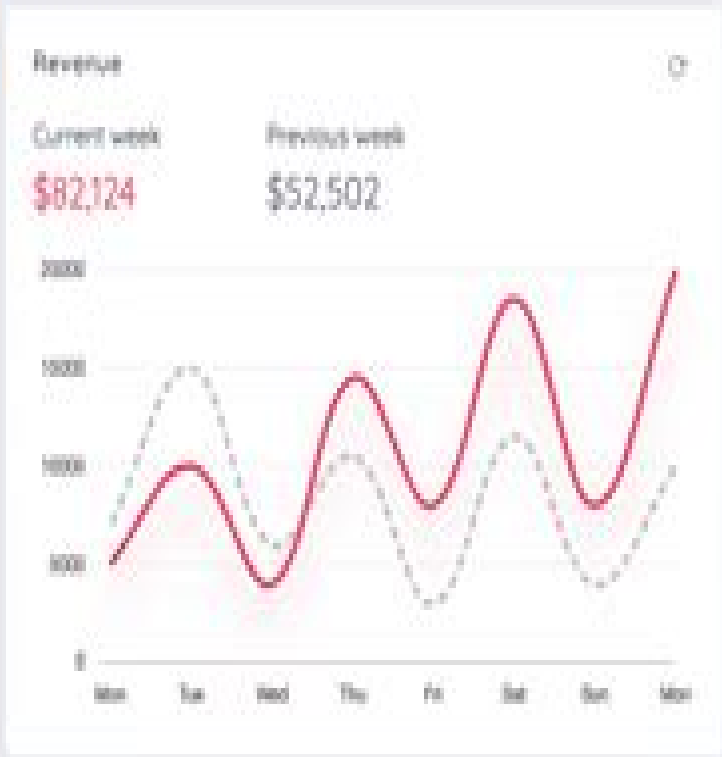 Revenue
Current week Previous week
$82,124 $52,502
20000
15000
10000
5000
0
Mon Tue Wed Thu Fri Sat Sun Mon